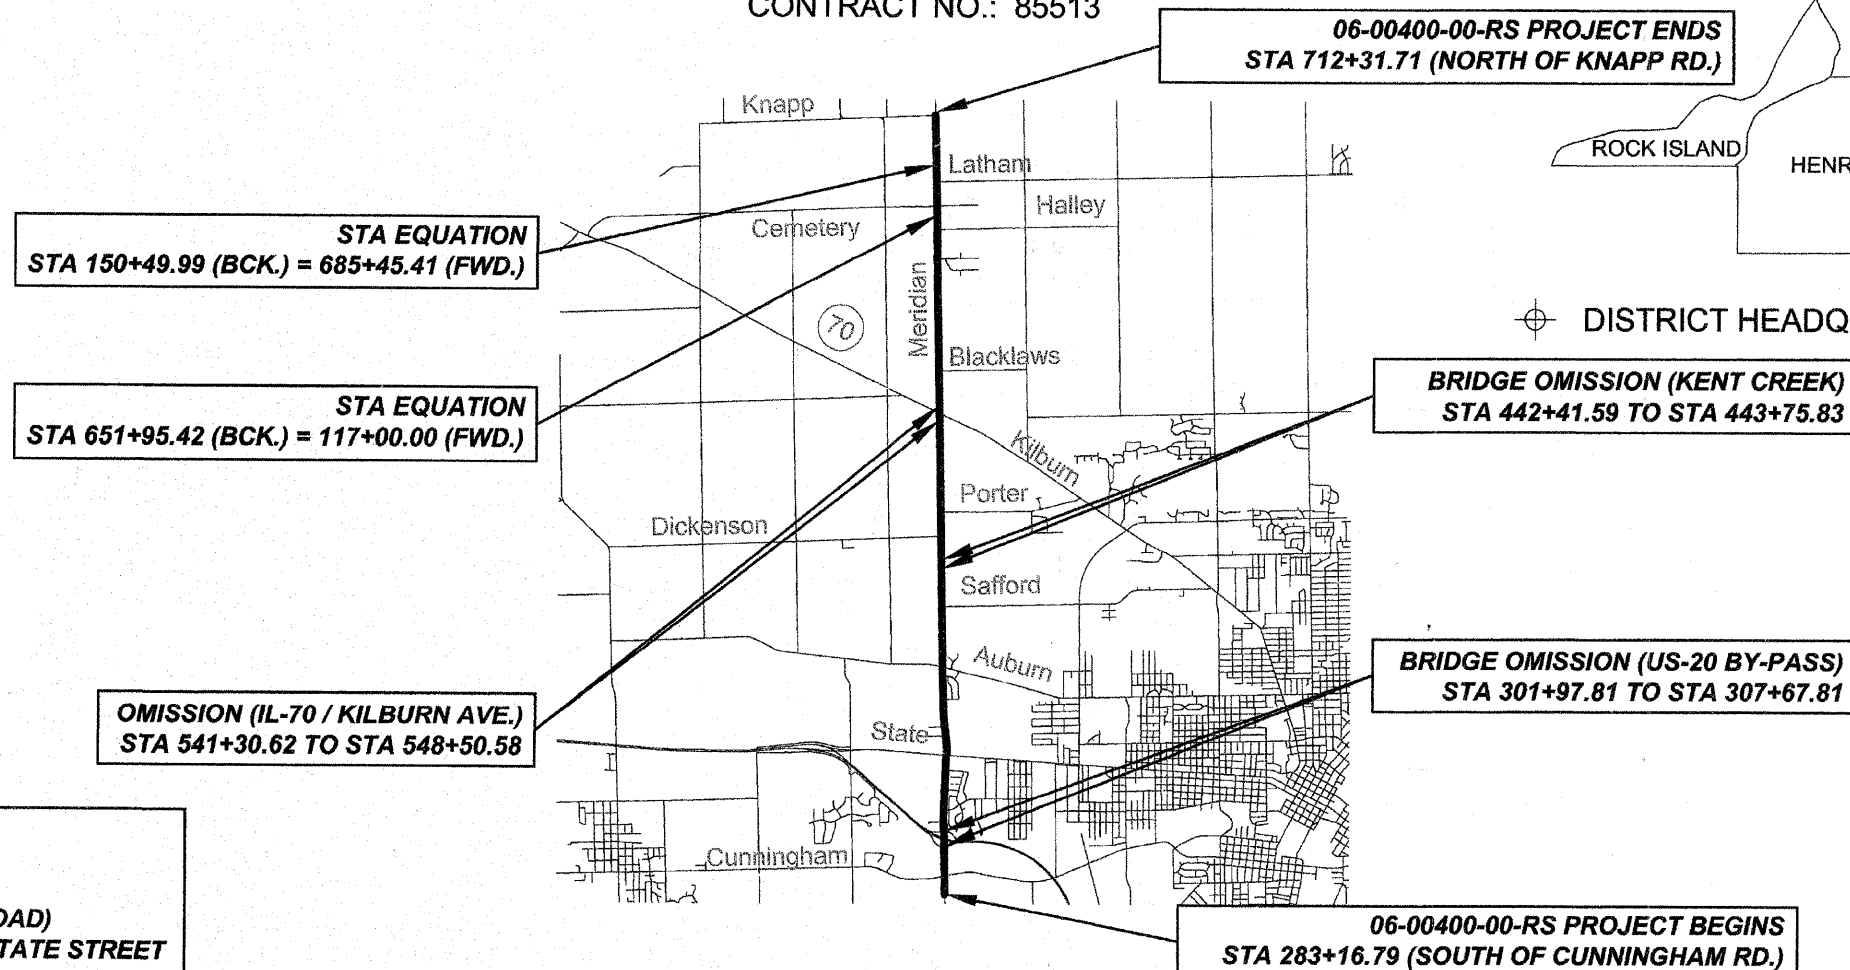 CONTRACT NO.: 85513
06-00400-00-RS PROJECT ENDS
STA 712+31.71 (NORTH OF KNAPP RD.)
Knapp
ROCK ISLAND
HENR
Latham
Halley
Cemetery
STA EQUATION
STA 150+49.99 (BCK.) = 685+45.41 (FWD.)
Meridian
70
DISTRICT HEADQ
Blacklaws
BRIDGE OMISSION (KENT CREEK)
STA 442+41.59 TO STA 443+75.83
STA EQUATION
STA 651+95.42 (BCK.) = 117+00.00 (FWD.)
Kilburn
Porter
Dickenson
Safford
Auburn
BRIDGE OMISSION (US-20 BY-PASS)
STA 301+97.81 TO STA 307+67.81
OMISSION (IL-70 / KILBURN AVE.)
STA 541+30.62 TO STA 548+50.58
State
Cunningham
OAD)
TATE STREET
06-00400-00-RS PROJECT BEGINS
STA 283+16.79 (SOUTH OF CUNNINGHAM RD.)